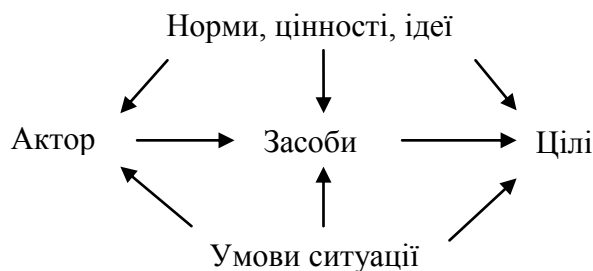 Норми, цінності, ідеї
Актор Засоби Цілі
Умови ситуації